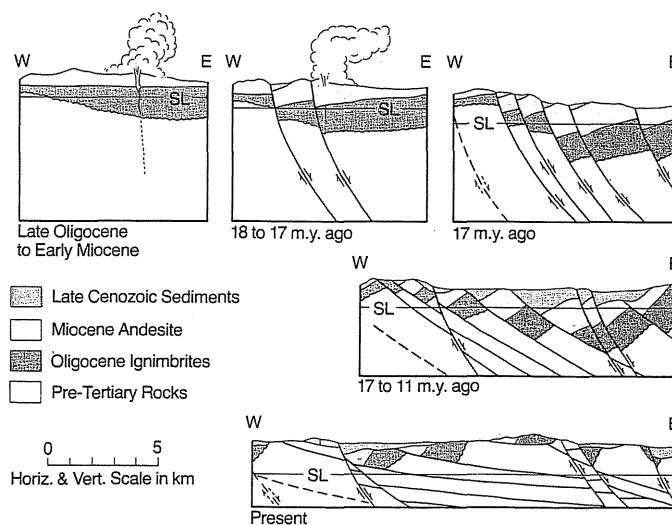 W E
SL
Late Oligocene
to Early Miocene
W E
SL
18 to 17 m.y. ago
W E
SL
17 m.y. ago
W E
SL
17 to 11 m.y. ago
Late Cenozoic Sediments
Miocene Andesite
Oligocene Ignimbrites
Pre-Tertiary Rocks
0 5
Horiz. & Vert. Scale in km
W E
SL
Present